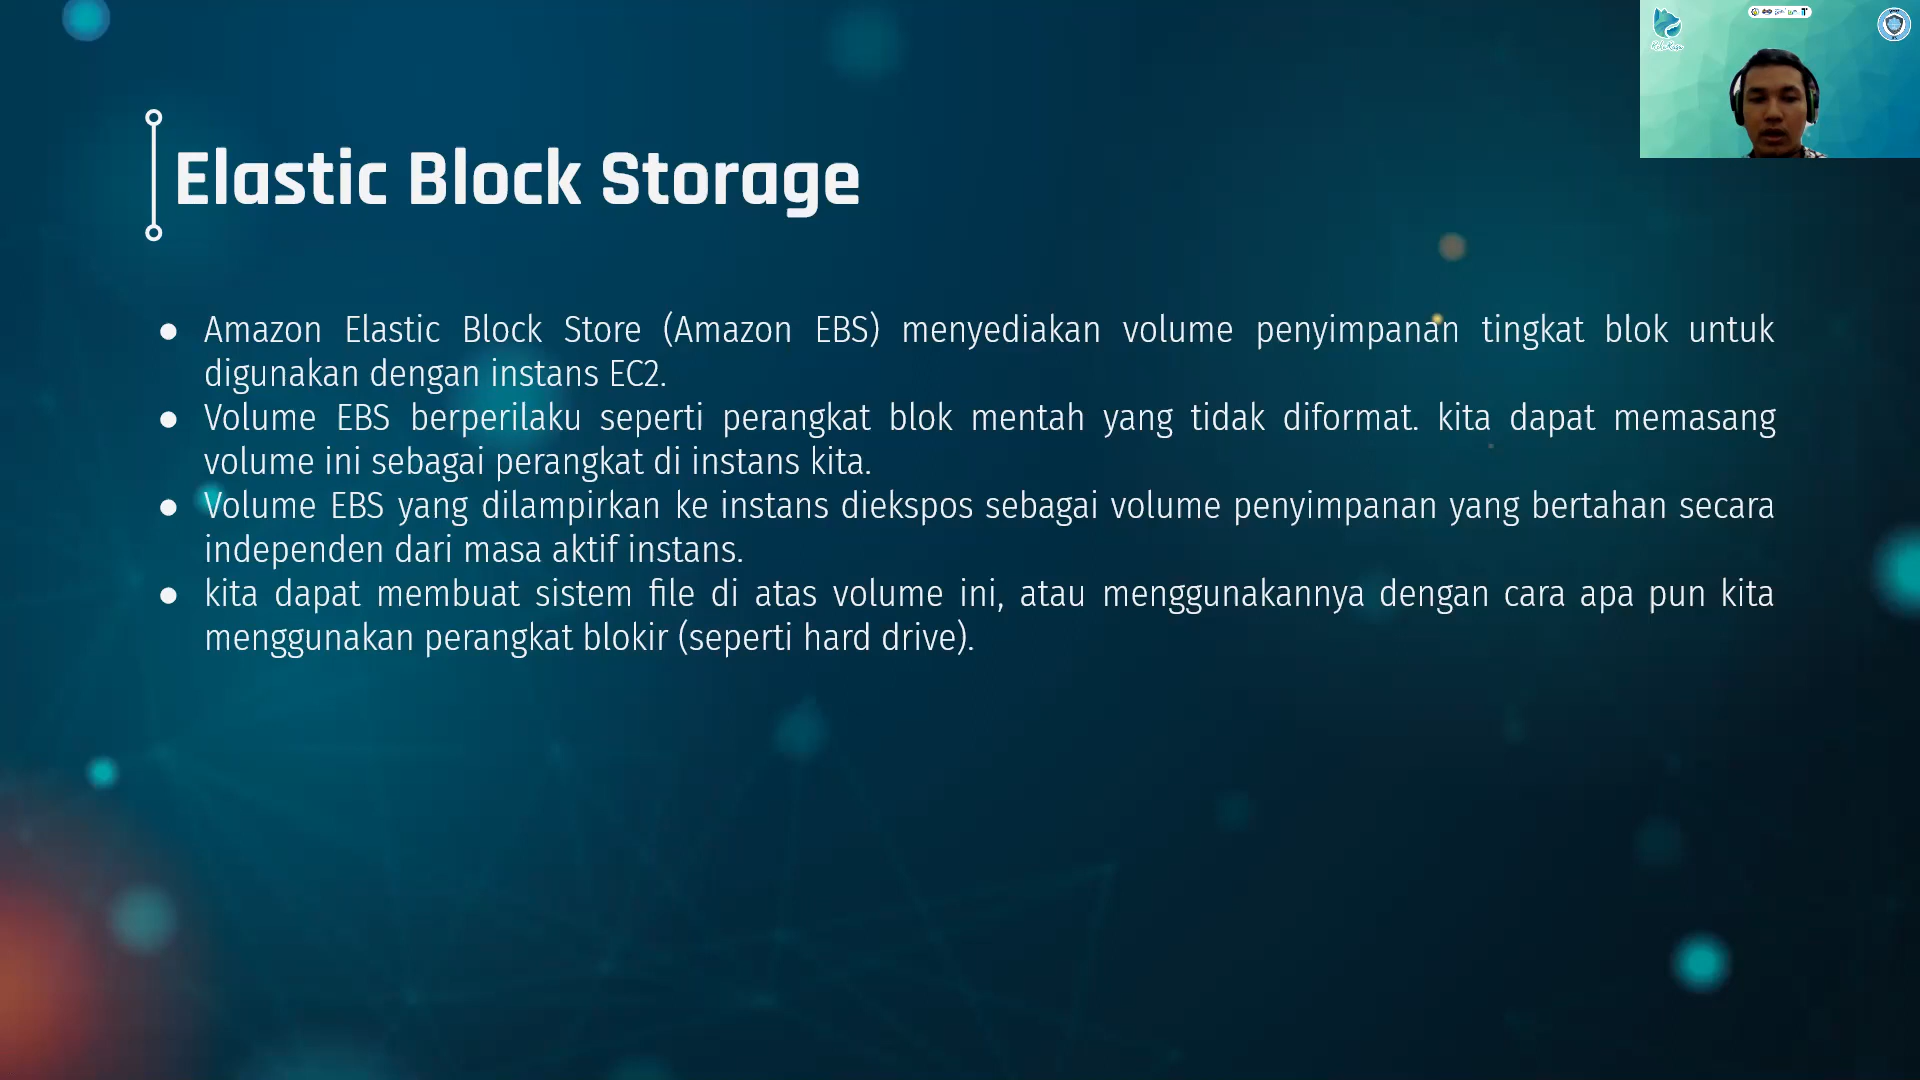 Elastic Block Storage
● Amazon Elastic Block Store (Amazon EBS) menyediakan volume penyimpanan tingkat blok untuk
digunakan dengan instans EC2.
● Volume EBS berperilaku seperti perangkat blok mentah yang tidak diformat. kita dapat memasang
volume ini sebagai perangkat di instans kita.
● Volume EBS yang dilampirkan ke instans diekspos sebagai volume penyimpanan yang bertahan secara
independen dari masa aktif instans.
● kita dapat membuat sistem file di atas volume ini, atau menggunakannya dengan cara apa pun kita
menggunakan perangkat blokir (seperti hard drive).